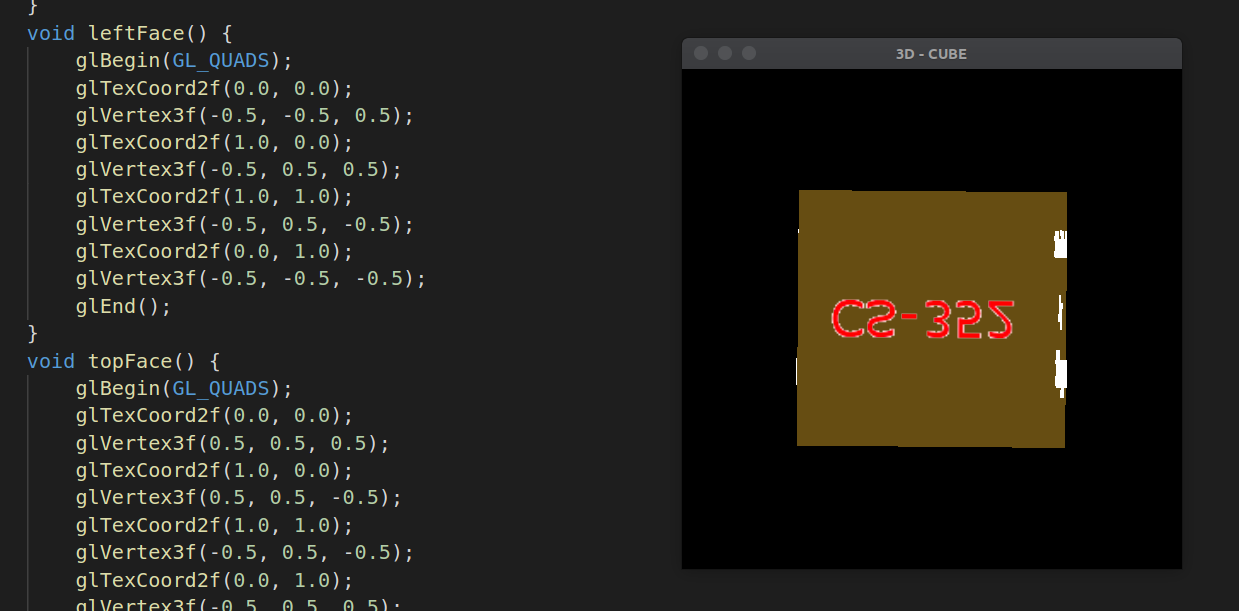 }
void leftFace() {
glBegin(GL_QUADS);
glTexCoord2f(0.0, 0.0);
glVertex3f(-0.5, -0.5, 0.5);
glTexCoord2f(1.0, 0.0);
glVertex3f(-0.5, 0.5, 0.5);
glTexCoord2f(1.0, 1.0);
glVertex3f(-0.5, 0.5, -0.5);
glTexCoord2f(0.0, 1.0);
glVertex3f(-0.5, -0.5, -0.5);
glEnd();
}
void topFace() {
glBegin(GL_QUADS);
glTexCoord2f(0.0, 0.0);
glVertex3f(0.5, 0.5, 0.5);
glTexCoord2f(1.0, 0.0);
glVertex3f(0.5, 0.5, -0.5);
glTexCoord2f(1.0, 1.0);
glVertex3f(-0.5, 0.5, -0.5);
glTexCoord2f(0.0, 1.0);
glVertex3f(-0.5, 0.5, 0.5);
3D - CUBE
CS-352